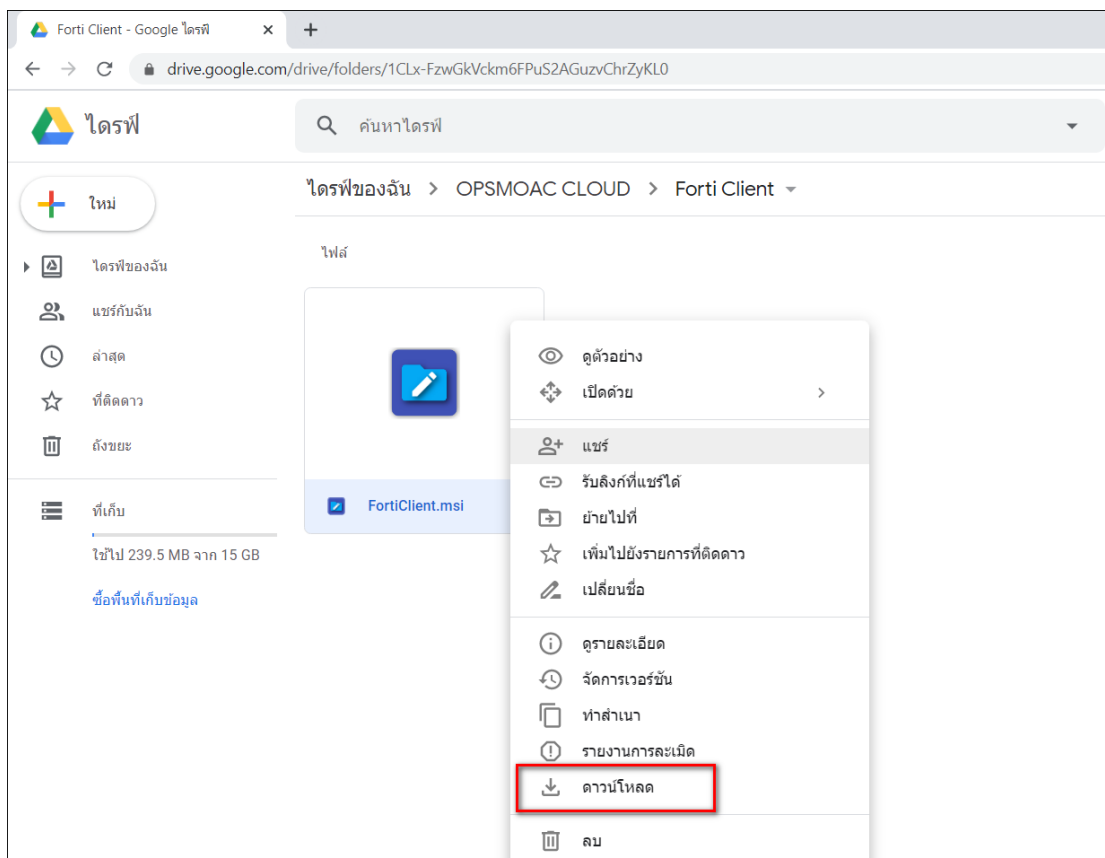 Forti Client - Google ไดรฟ์
drive.google.com/drive/folders/1CLx-FzwGkVckm6FPuS2AGuzvChrZyKL0
ไดรฟ์
ค้นหาไดรฟ์
ใหม่
ไดรฟ์ของฉัน > OPSMOAC CLOUD > Forti Client
ไดรฟ์ของฉัน
แชร์กับฉัน
ล่าสุด
ที่ติดดาว
ถังขยะ
ที่เก็บ
ใช้ไป 239.5 MB จาก 15 GB
ซื้อพื้นที่เก็บข้อมูล
ไฟล์
FortiClient.msi
ดูตัวอย่าง
เปิดด้วย
แชร์
รับลิงก์ที่แชร์ได้
ย้ายไปที่
เพิ่มไปยังรายการที่ติดดาว
เปลี่ยนชื่อ
ดูรายละเอียด
จัดการเวอร์ชัน
ทำสำเนา
รายงานการละเมิด
ดาวน์โหลด
ลบ